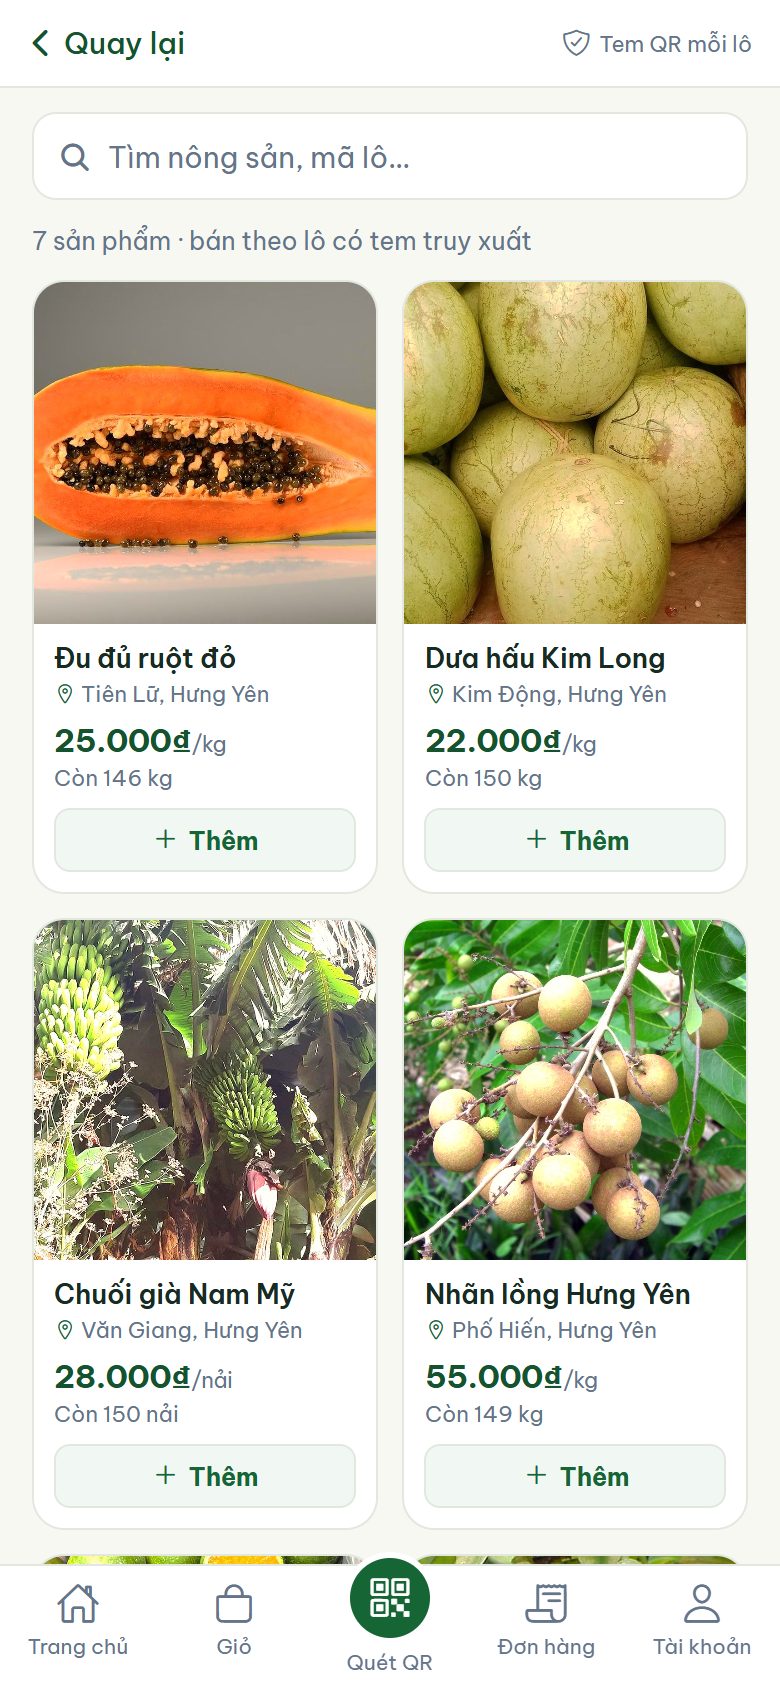 Quay lại
Tem QR mỗi lô
Tìm nông sản, mã lô...
7 sản phẩm · bán theo lô có tem truy xuất
Đu đủ ruột đỏ
Tiên Lữ, Hưng Yên
25.000₫/kg
Còn 146 kg
+ Thêm
Dưa hấu Kim Long
Kim Động, Hưng Yên
22.000₫/kg
Còn 150 kg
+ Thêm
Chuối già Nam Mỹ
Văn Giang, Hưng Yên
28.000₫/nải
Còn 150 nải
+ Thêm
Nhãn lồng Hưng Yên
Phố Hiến, Hưng Yên
55.000₫/kg
Còn 149 kg
+ Thêm
Trang chủ
Giỏ
Quét QR
Đơn hàng
Tài khoản